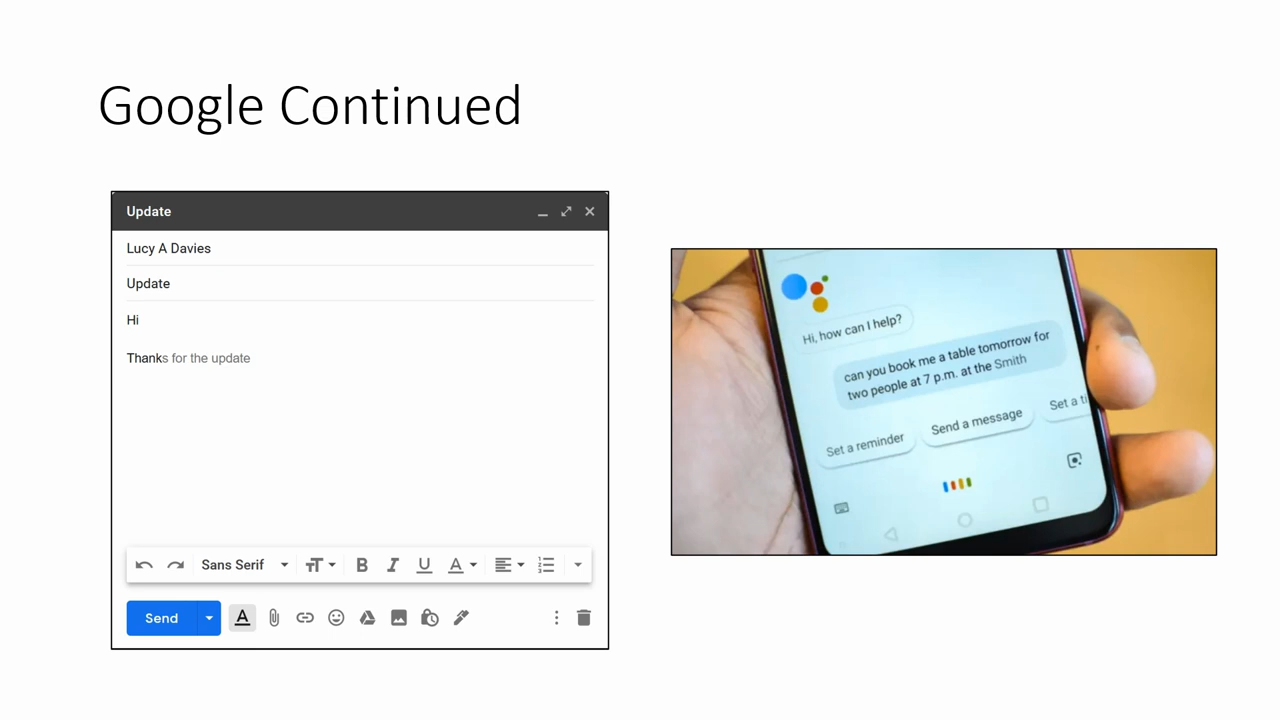 Google Continued
Update
Lucy A Davies
Update
Hi
Thanks for the update
Sans Serif
Send
Hi, how can I help?
can you book me a table tomorrow for
two people at 7 p.m. at the Smith
Set a reminder
Send a message
Set a ti